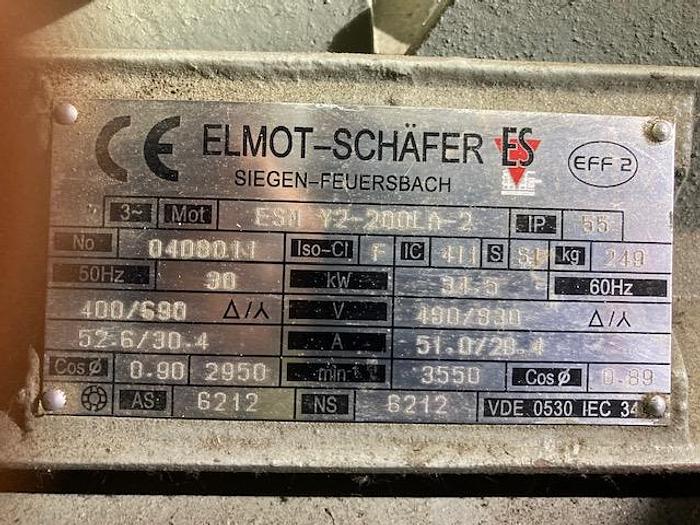 CE ELMOT-SCHÄFER ES EFF 2
SIEGEN-FEUERSBACH
3~ Mot ESM Y2-200LA-2 IP 55
No 0408011 Iso-Cl F IC 411 S S1 kg 249
50Hz 30 kW 34.5 60Hz
400/690 Δ/⅄ V 480/830 Δ/⅄
52.6/30.4 A 51.0/29.4
Cos Ø 0.90 2950 min 3550 Cos Ø 0.89
AS 6212 NS 6212 VDE 0530 IEC 34